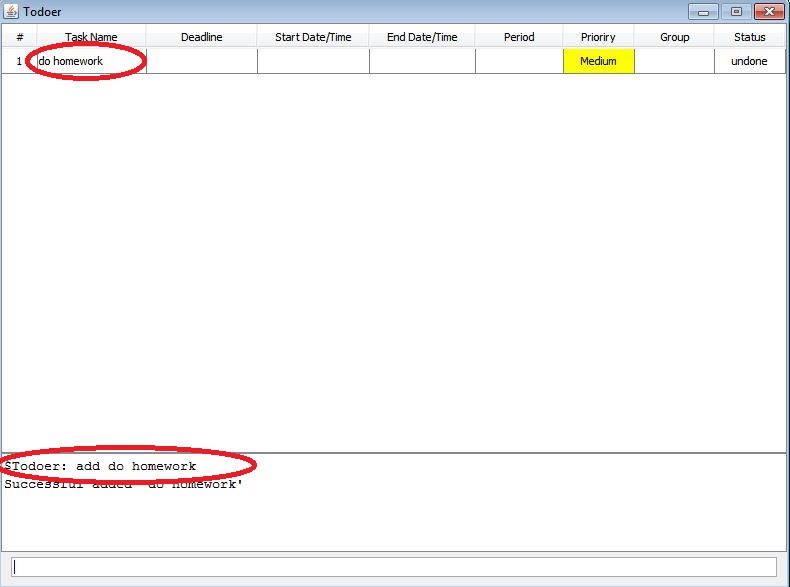 Todoer
# Task Name Deadline Start Date/Time End Date/Time Period Prioriry Group Status
1 do homework Medium undone
$Todoer: add do homework
Successful added 'do homework'